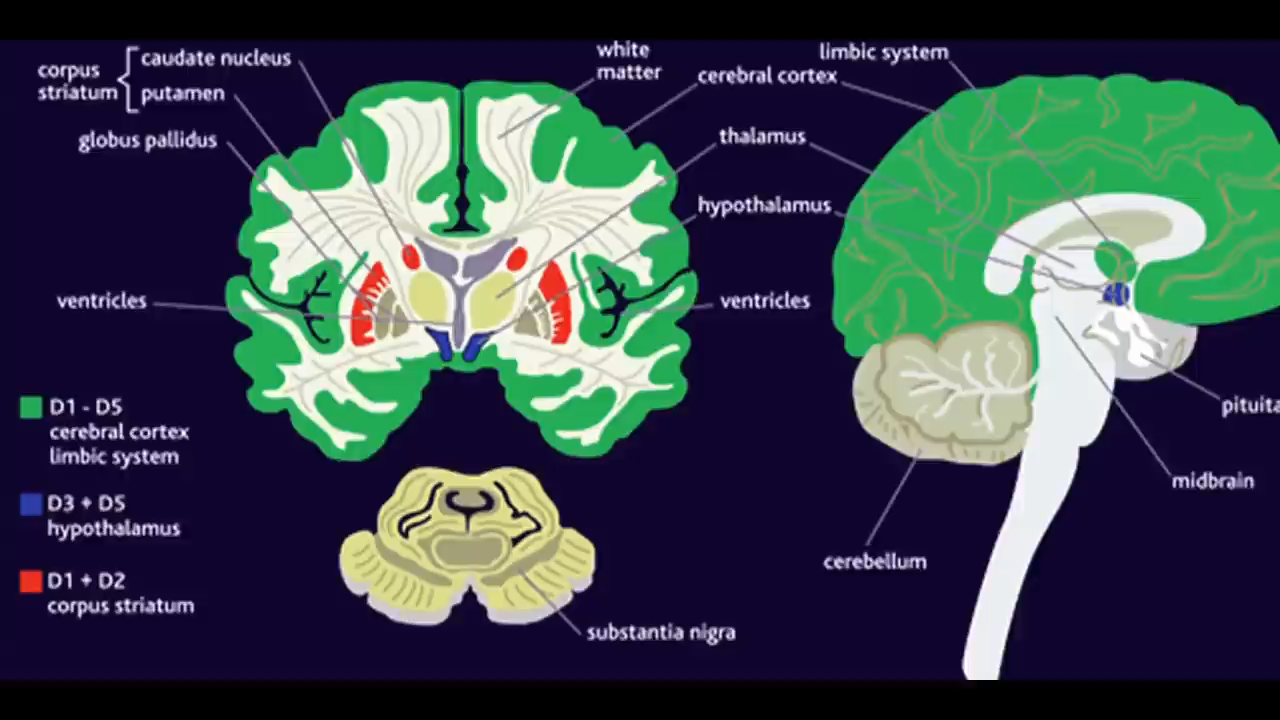 corpus
striatum
caudate nucleus
putamen
globus pallidus
white
matter
cerebral cortex
limbic system
thalamus
hypothalamus
ventricles
ventricles
D1 - D5
cerebral cortex
limbic system
D3 + D5
hypothalamus
D1 + D2
corpus striatum
substantia nigra
cerebellum
midbrain
pituita